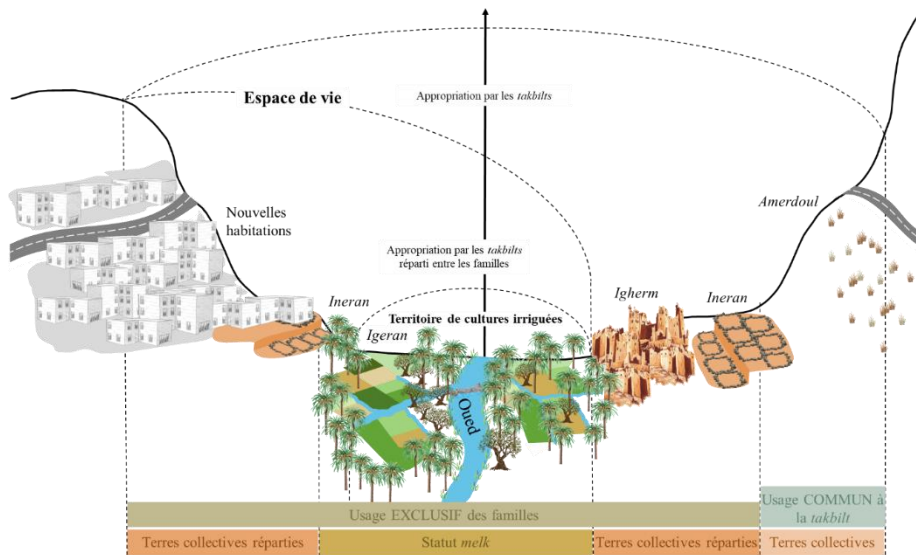 Espace de vie
Appropriation par les takbilts
Amerdoul
Nouvelles
habitations
Appropriation par les takbilts
réparti entre les familles
Igherm
Ineran
Ineran
Territoire de cultures irriguées
Igeran
Oued
Usage EXCLUSIF des familles
Usage COMMUN à
la takbilt
Terres collectives réparties
Statut melk
Terres collectives réparties
Terres collectives